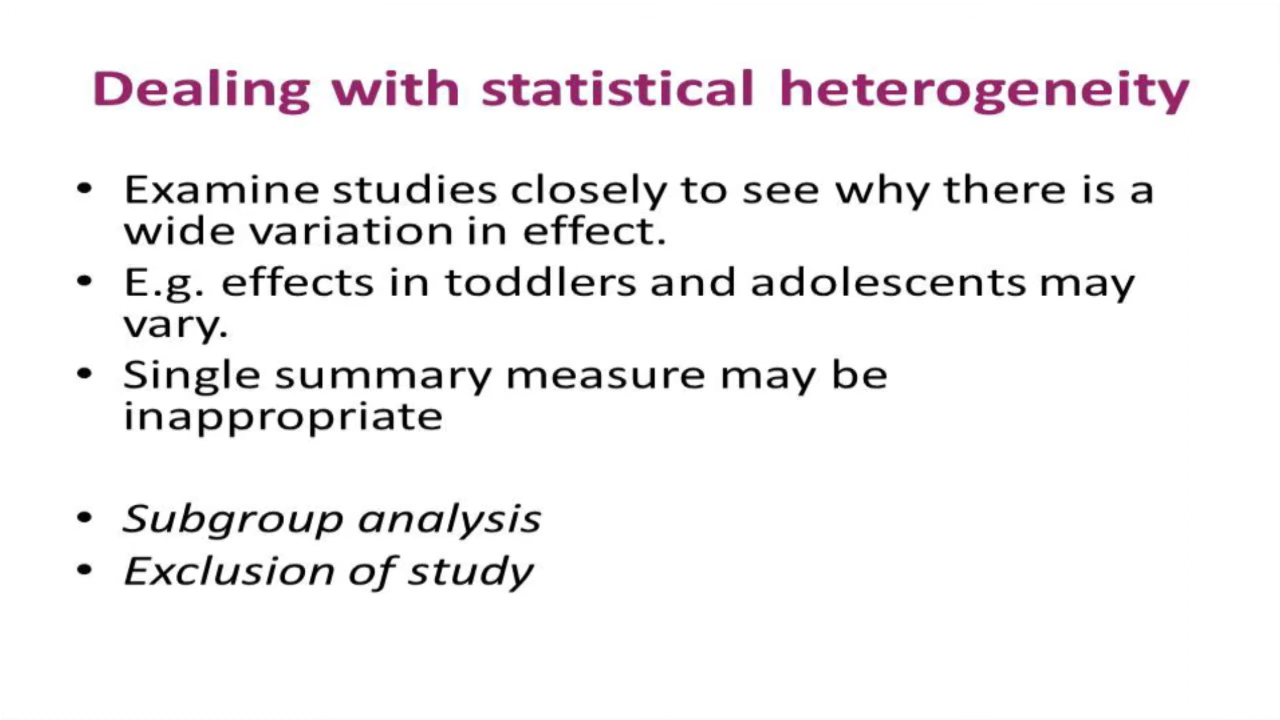 Dealing with statistical heterogeneity
• Examine studies closely to see why there is a
wide variation in effect.
• E.g. effects in toddlers and adolescents may
vary.
• Single summary measure may be
inappropriate
• Subgroup analysis
• Exclusion of study